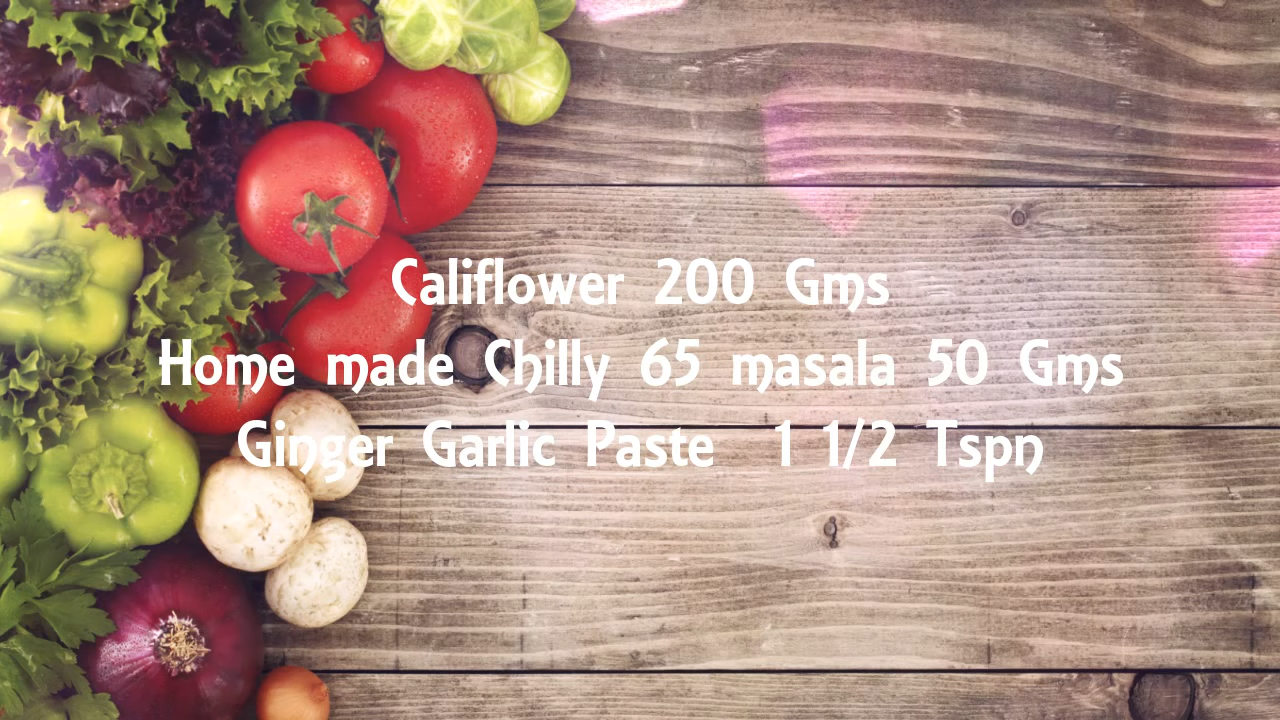 Califlower 200 Gms
Home made Chilly 65 masala 50 Gms
Ginger Garlic Paste 1 1/2 Tspn